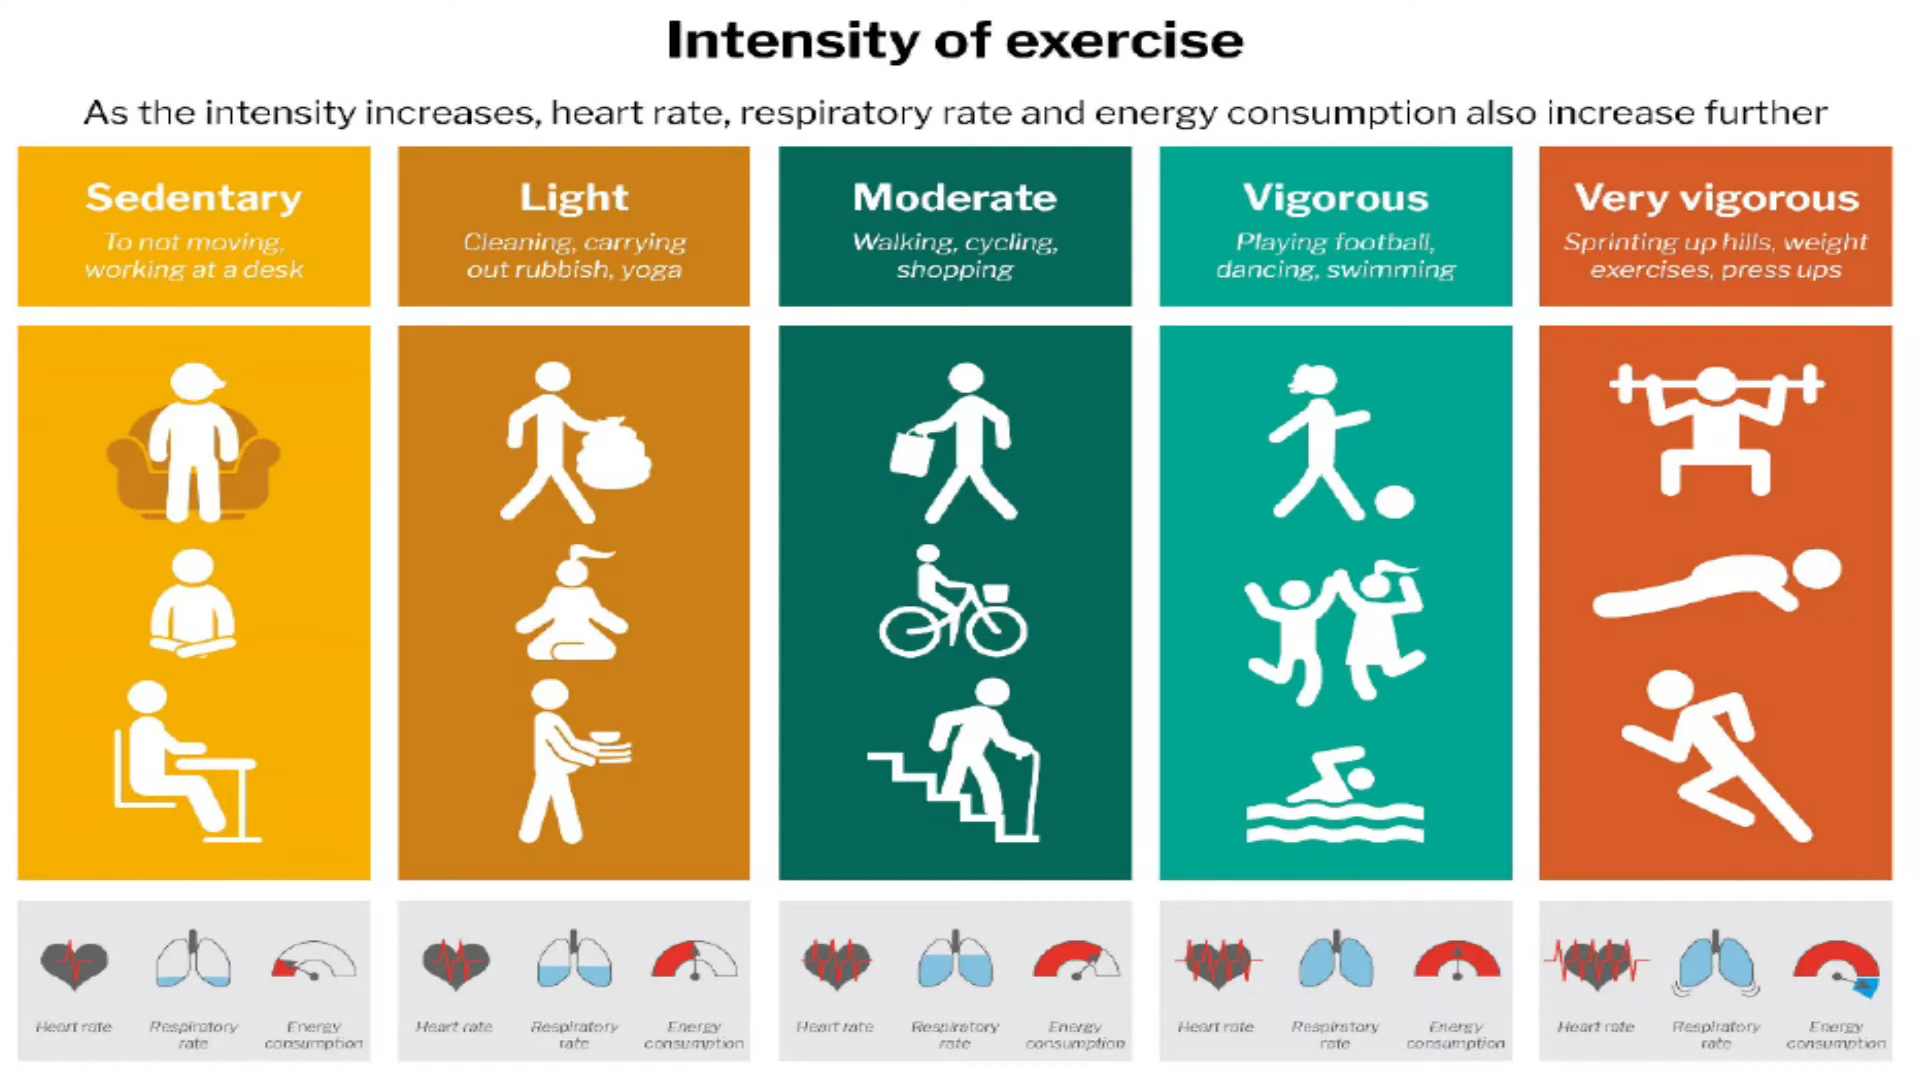 Intensity of exercise
As the intensity increases, heart rate, respiratory rate and energy consumption also increase further
Sedentary
To not moving,
working at a desk
Light
Cleaning, carrying
out rubbish, yoga
Moderate
Walking, cycling,
shopping
Vigorous
Playing football,
dancing, swimming
Very vigorous
Sprinting up hills, weight
exercises, press ups
Heart rate
Respiratory
rate
Energy
consumption
Heart rate
Respiratory
rate
Energy
consumption
Heart rate
Respiratory
rate
Energy
consumption
Heart rate
Respiratory
rate
Energy
consumption
Heart rate
Respiratory
rate
Energy
consumption